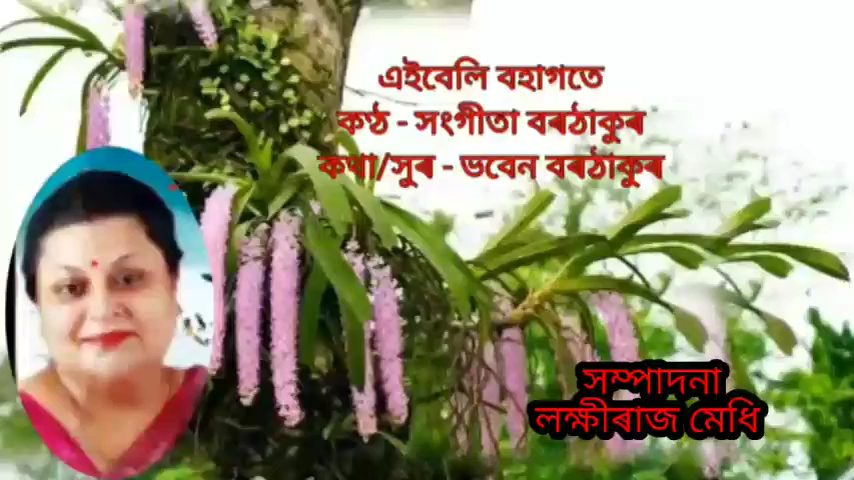 এইবেলি বহাগতে
কণ্ঠ - সংগীতা বৰঠাকুৰ
কথা/সুৰ - ভবেন বৰঠাকুৰ
সম্পাদনা
লক্ষীৰাজ মেধি